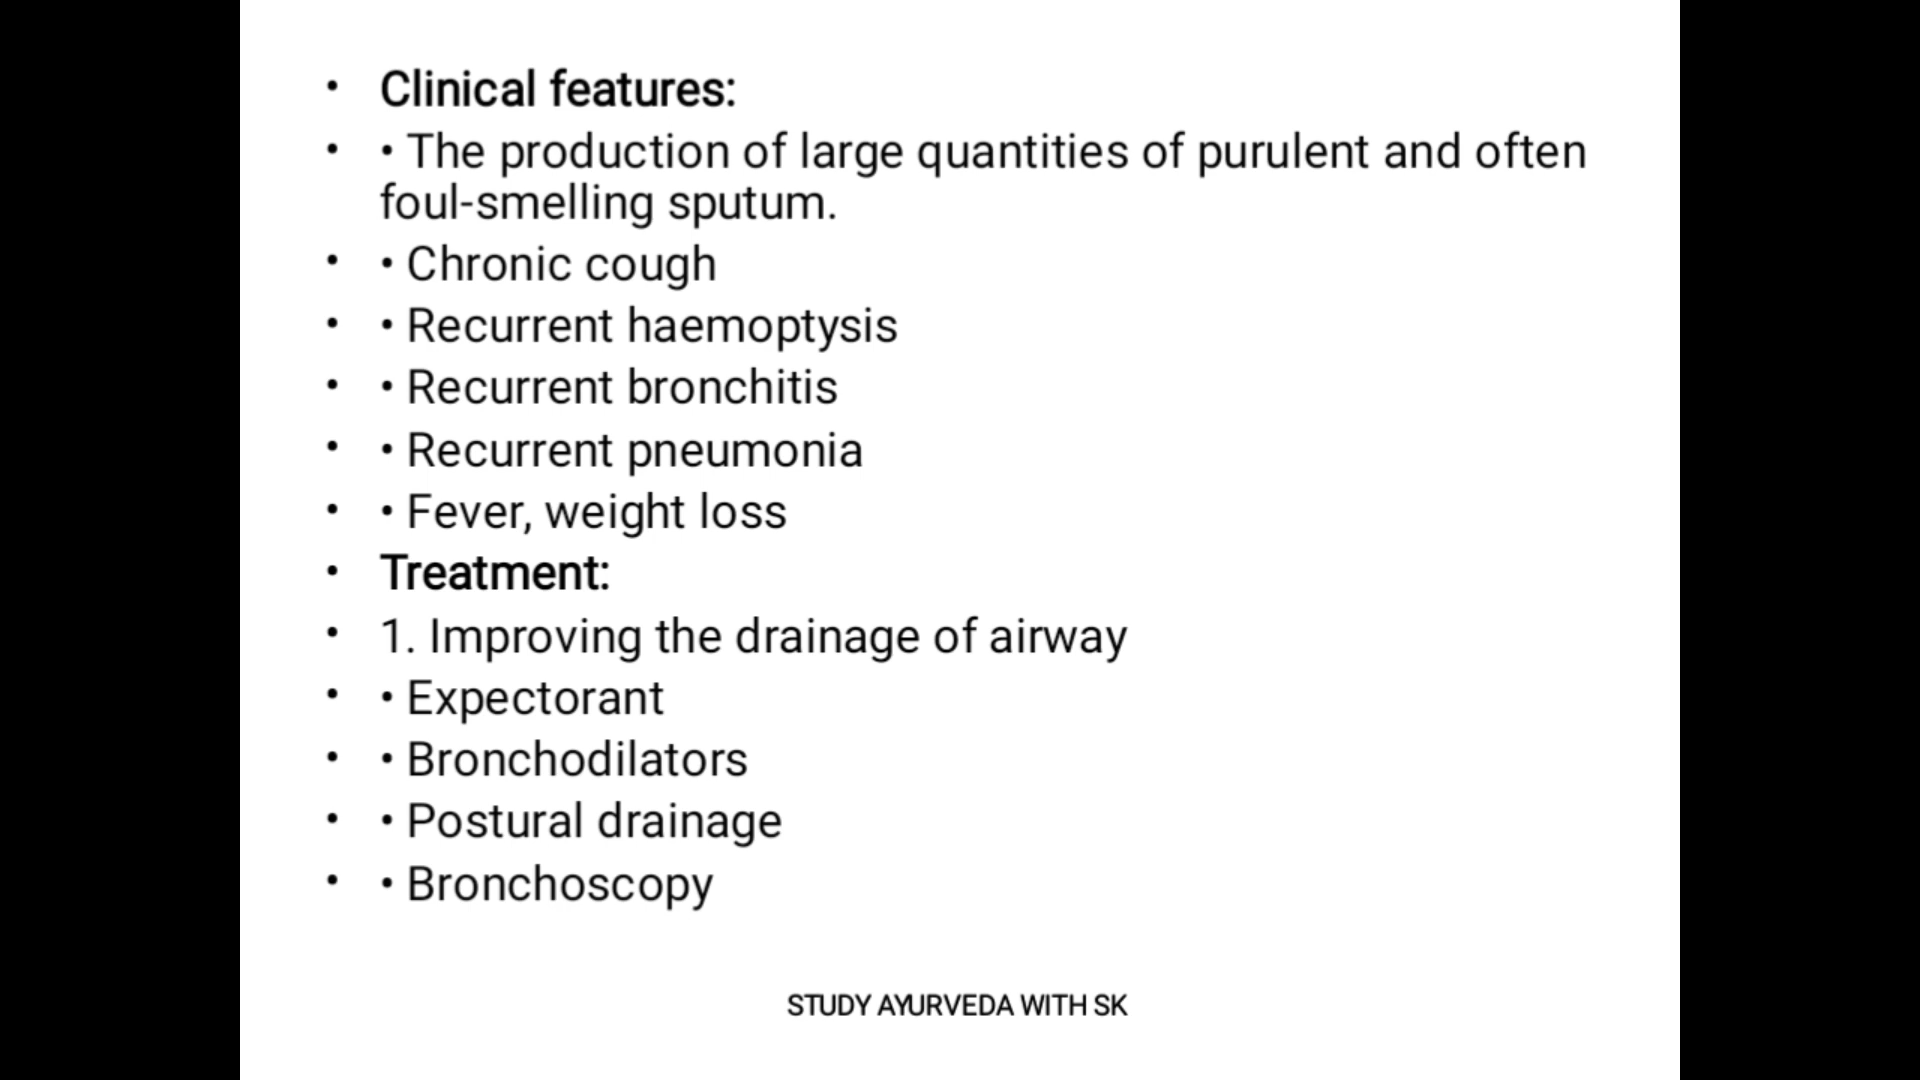 • Clinical features:
• • The production of large quantities of purulent and often
foul-smelling sputum.
• • Chronic cough
• • Recurrent haemoptysis
• • Recurrent bronchitis
• • Recurrent pneumonia
• • Fever, weight loss
• Treatment:
• 1. Improving the drainage of airway
• • Expectorant
• • Bronchodilators
• • Postural drainage
• • Bronchoscopy
STUDY AYURVEDA WITH SK